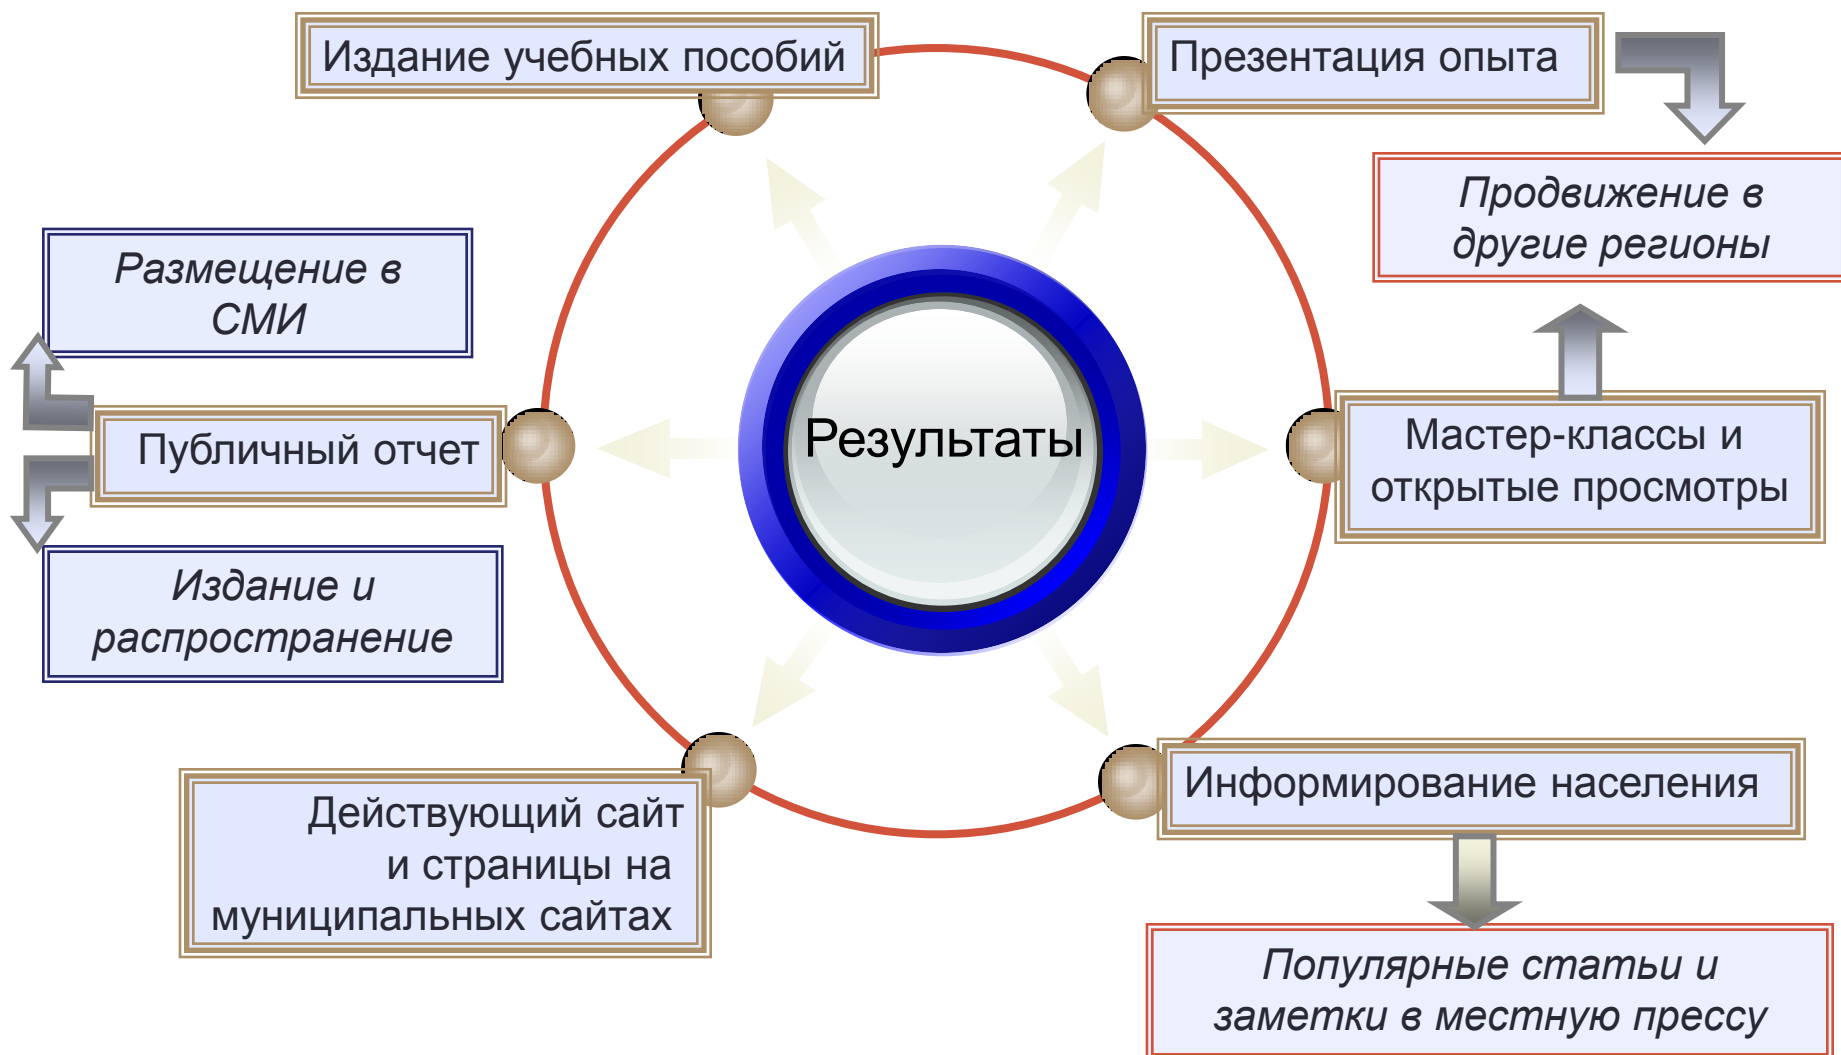 Издание учебных пособий
Презентация опыта
Продвижение в
другие регионы
Размещение в
СМИ
Публичный отчет
Результаты
Мастер-классы и
открытые просмотры
Издание и
распространение
Информирование населения
Действующий сайт
и страницы на
муниципальных сайтах
Популярные статьи и
заметки в местную прессу